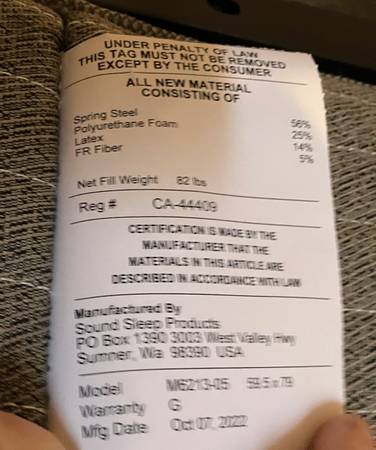 UNDER PENALTY OF LAW
THIS TAG MUST NOT BE REMOVED
EXCEPT BY THE CONSUMER
ALL NEW MATERIAL
CONSISTING OF
Spring Steel 56%
Polyurethane Foam 25%
Latex 14%
FR Fiber 5%
Net Fill Weight 82 lbs
Reg # CA-44409
CERTIFICATION IS MADE BY THE
MANUFACTURER THAT THE
MATERIALS IN THIS ARTICLE ARE
DESCRIBED IN ACCORDANCE WITH LAW
Manufactured By
Sound Sleep Products
PO Box 1390 3003 West Valley Hwy
Sumner, Wa 98390 USA
Model M6213-05 59.5 x 79
Warranty G
Mfg Date Oct 07, 2022